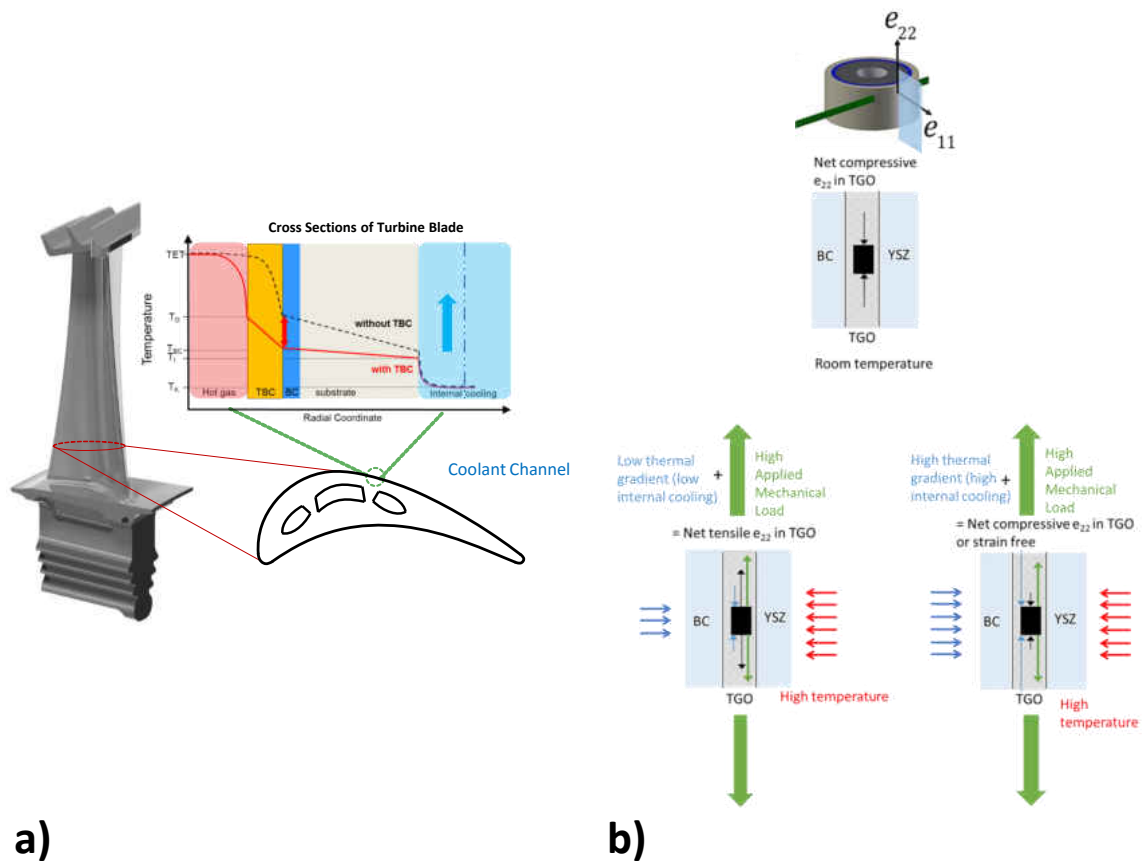 Cross Sections of Turbine Blade
TET
Temperature
without TBC
with TBC
Hot gas
TBC
BC
substrate
Internal cooling
Radial Coordinate
Coolant Channel
a)
e22
e11
Net compressive
e22 in TGO
BC
YSZ
TGO
Room temperature
Low thermal
gradient (low
internal cooling)
+
High
Applied
Mechanical
Load
= Net tensile e22 in TGO
BC
YSZ
TGO
High temperature
High thermal
gradient (high
internal cooling)
+
High
Applied
Mechanical
Load
= Net compressive e22 in TGO
or strain free
BC
YSZ
TGO
High
temperature
b)